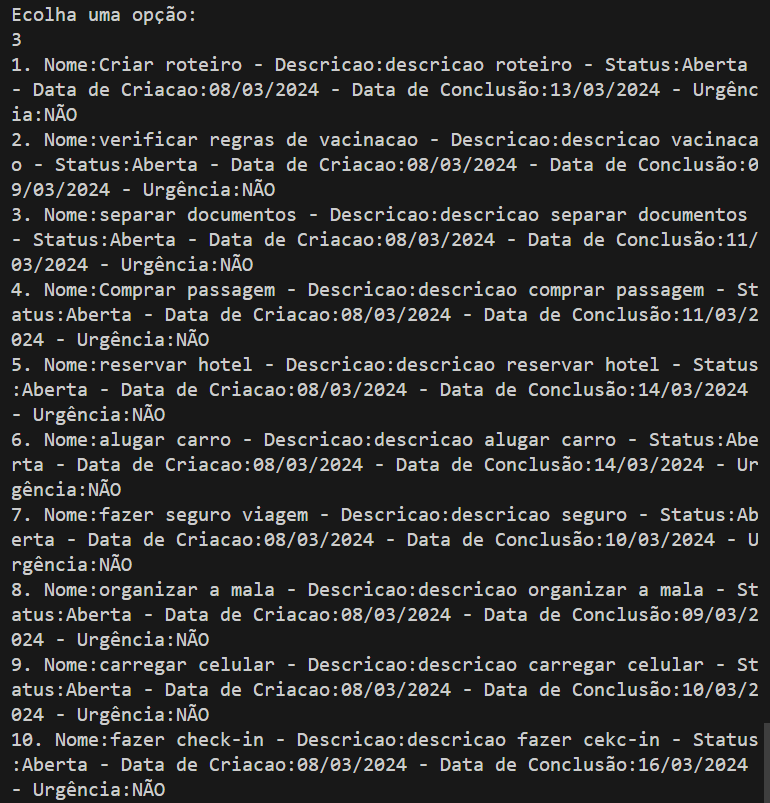 Ecolha uma opção:
3
1. Nome:Criar roteiro - Descricao:descricao roteiro - Status:Aberta
- Data de Criacao:08/03/2024 - Data de Conclusão:13/03/2024 - Urgênc
ia:NÃO
2. Nome:verificar regras de vacinacao - Descricao:descricao vacinaca
o - Status:Aberta - Data de Criacao:08/03/2024 - Data de Conclusão:0
9/03/2024 - Urgência:NÃO
3. Nome:separar documentos - Descricao:descricao separar documentos
- Status:Aberta - Data de Criacao:08/03/2024 - Data de Conclusão:11/
03/2024 - Urgência:NÃO
4. Nome:Comprar passagem - Descricao:descricao comprar passagem - St
atus:Aberta - Data de Criacao:08/03/2024 - Data de Conclusão:11/03/2
024 - Urgência:NÃO
5. Nome:reservar hotel - Descricao:descricao reservar hotel - Status
:Aberta - Data de Criacao:08/03/2024 - Data de Conclusão:14/03/2024
- Urgência:NÃO
6. Nome:alugar carro - Descricao:descricao alugar carro - Status:Abe
rta - Data de Criacao:08/03/2024 - Data de Conclusão:14/03/2024 - Ur
gência:NÃO
7. Nome:fazer seguro viagem - Descricao:descricao seguro - Status:Ab
erta - Data de Criacao:08/03/2024 - Data de Conclusão:10/03/2024 - U
rgência:NÃO
8. Nome:organizar a mala - Descricao:descricao organizar a mala - St
atus:Aberta - Data de Criacao:08/03/2024 - Data de Conclusão:09/03/2
024 - Urgência:NÃO
9. Nome:carregar celular - Descricao:descricao carregar celular - St
atus:Aberta - Data de Criacao:08/03/2024 - Data de Conclusão:10/03/2
024 - Urgência:NÃO
10. Nome:fazer check-in - Descricao:descricao fazer cekc-in - Status
:Aberta - Data de Criacao:08/03/2024 - Data de Conclusão:16/03/2024
- Urgência:NÃO